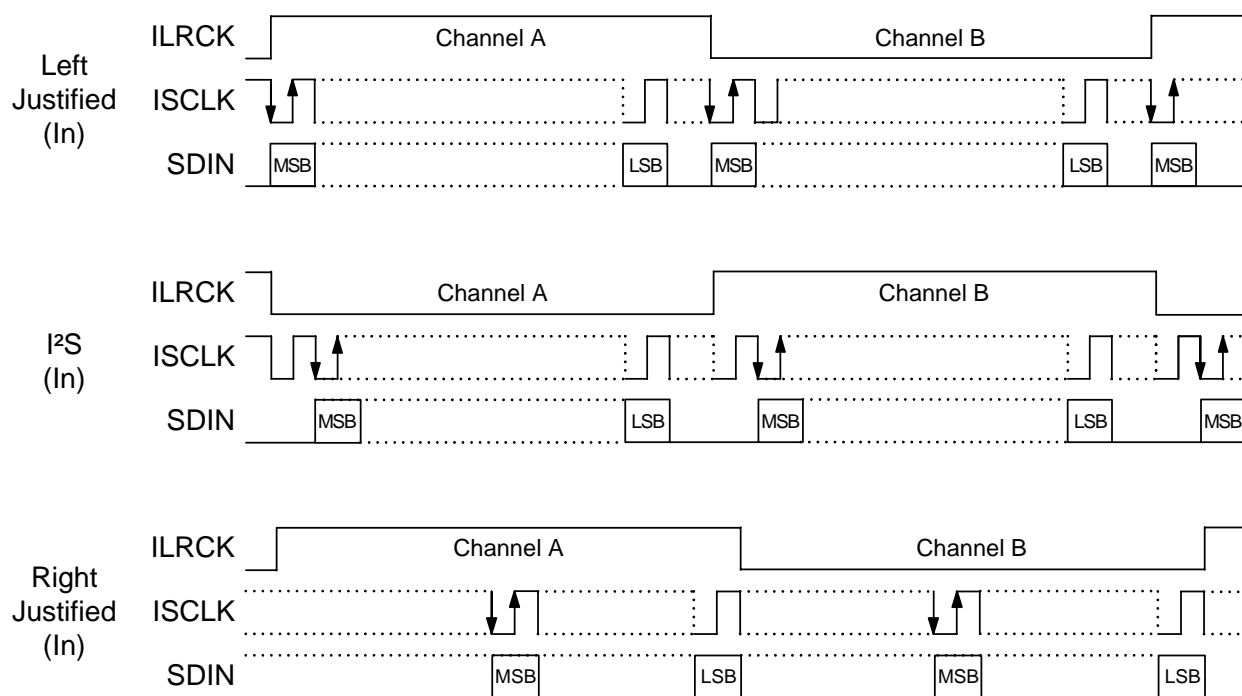 Left
Justified
(In)
ILRCK
Channel A
Channel B
ISCLK
SDIN
MSB
LSB
MSB
LSB
MSB
I²S
(In)
ILRCK
Channel A
Channel B
ISCLK
SDIN
MSB
LSB
MSB
LSB
MSB
Right
Justified
(In)
ILRCK
Channel A
Channel B
ISCLK
SDIN
MSB
LSB
MSB
LSB